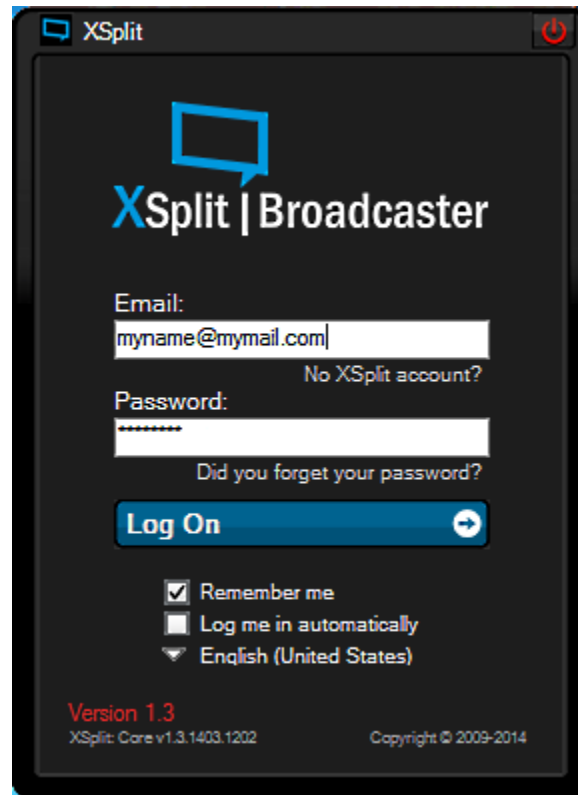 XSplit
XSplit | Broadcaster
Email:
myname@mymail.com
No XSplit account?
Password:
********
Did you forget your password?
Log On
Remember me
Log me in automatically
English (United States)
Version 1.3
XSplit: Core v1.3.1403.1202
Copyright © 2009-2014